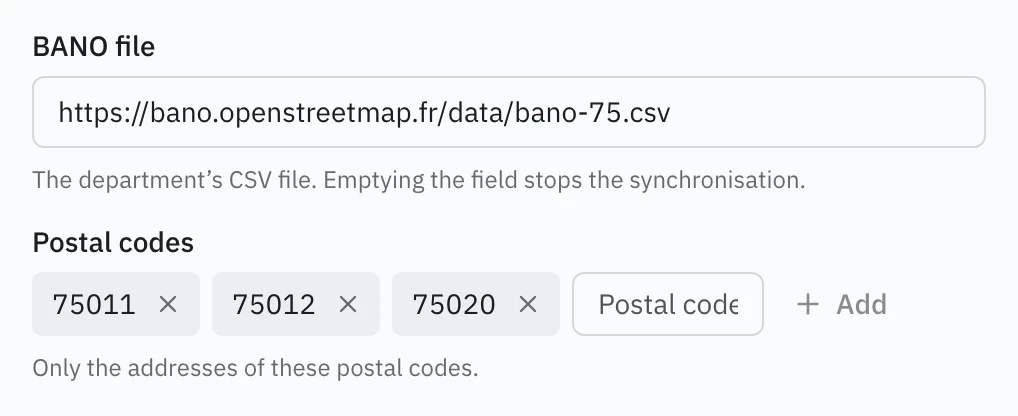 BANO file
https://bano.openstreetmap.fr/data/bano-75.csv
The department’s CSV file. Emptying the field stops the synchronisation.
Postal codes
75011 × 75012 × 75020 × Postal code + Add
Only the addresses of these postal codes.